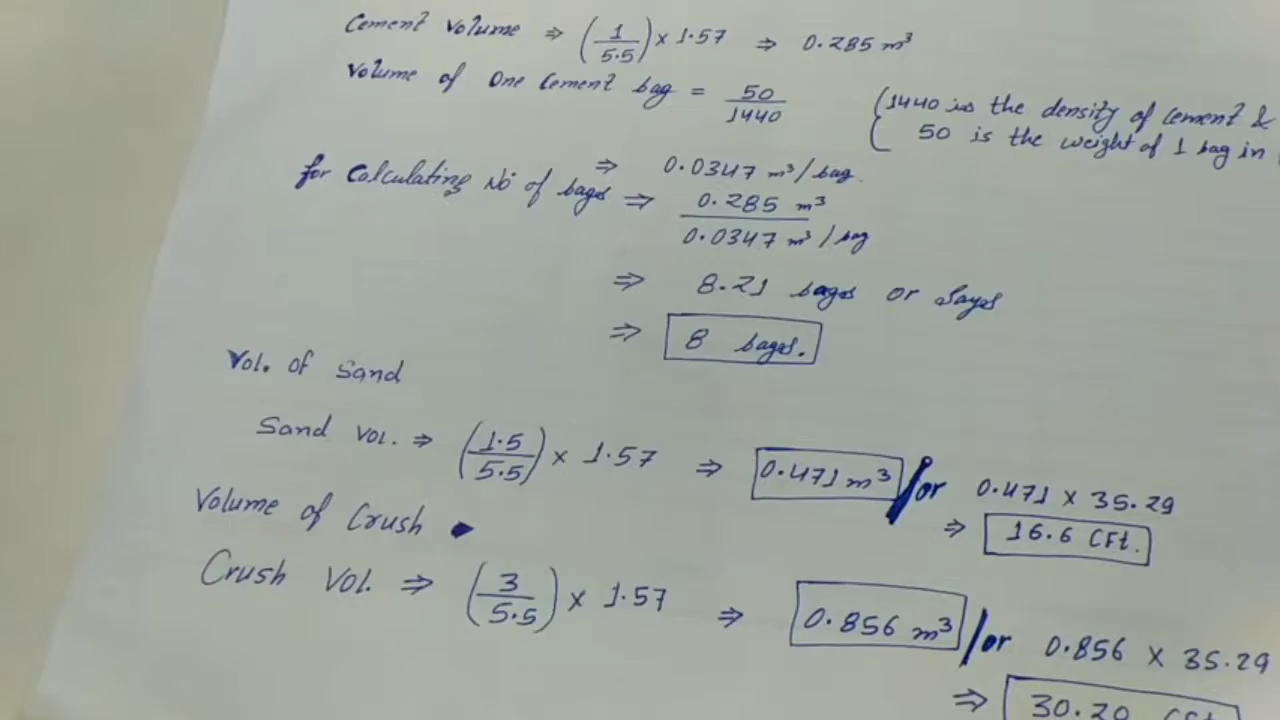 Cement Volume ⇒ (1/5.5) × 1.57 ⇒ 0.285 m³
Volume of One Cement bag = 50/1440 (1440 is the density of Cement &
50 is the weight of 1 bag in
⇒ 0.0347 m³/bag
for Calculating No of bags ⇒ 0.285 m³ / 0.0347 m³/bag
⇒ 8.21 bags or Says
⇒ 8 bags.
Vol. of Sand
Sand Vol. ⇒ (1.5/5.5) × 1.57 ⇒ 0.471 m³ /or 0.471 × 35.29
⇒ 16.6 Cft.
Volume of Crush
Crush Vol. ⇒ (3/5.5) × 1.57 ⇒ 0.856 m³ /or 0.856 × 35.29
⇒ 30.20 Cft